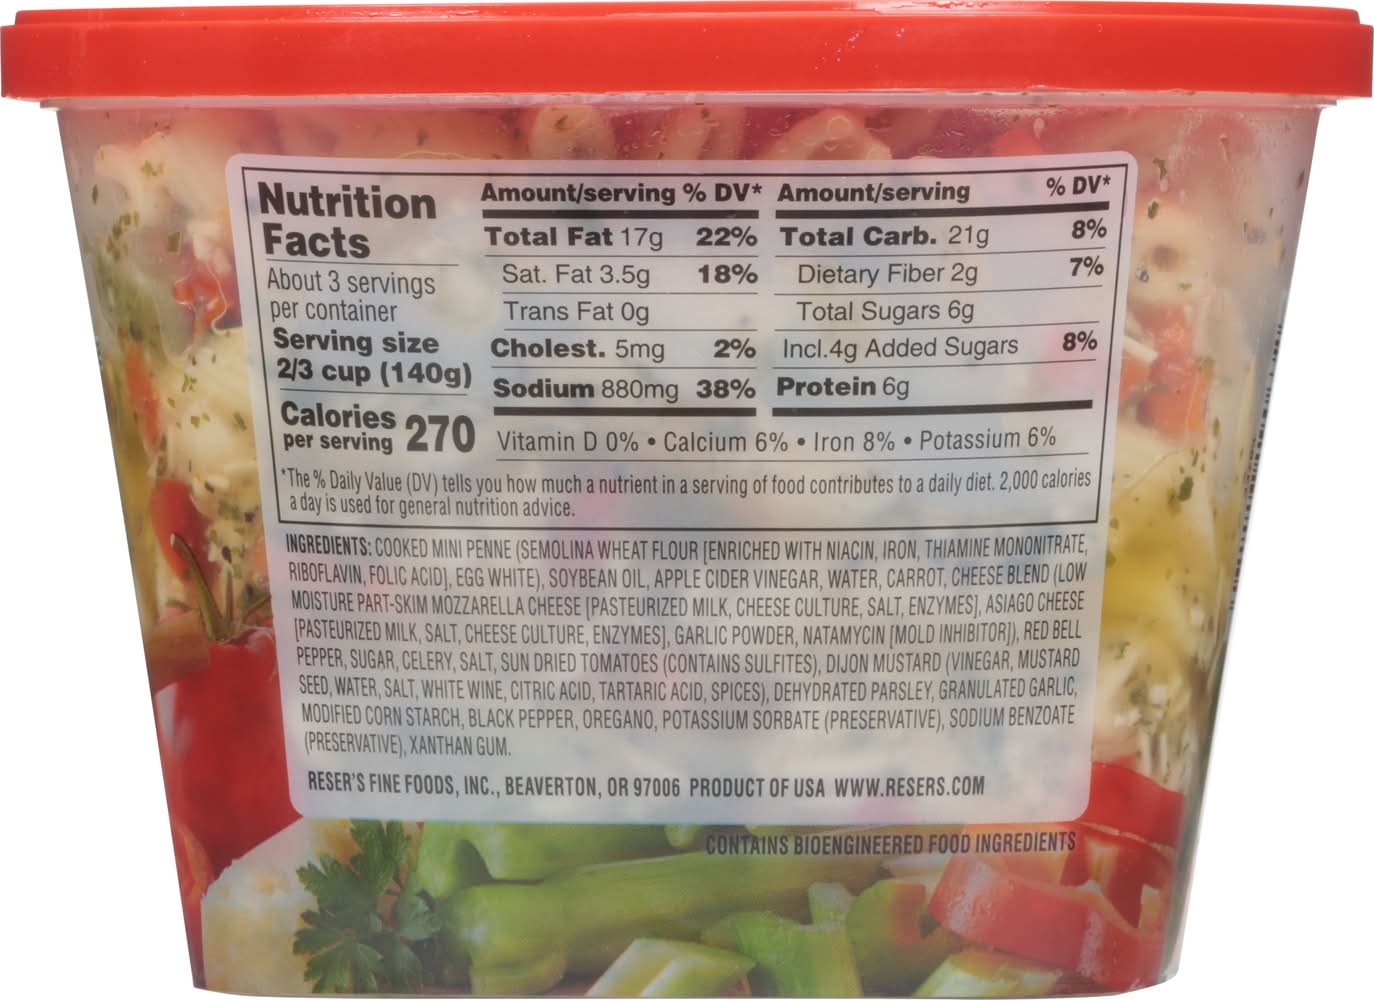 Nutrition
Facts
About 3 servings
per container
Serving size
2/3 cup (140g)
Calories
per serving 270
Amount/serving % DV*
Total Fat 17g 22%
Sat. Fat 3.5g 18%
Trans Fat 0g
Cholest. 5mg 2%
Sodium 880mg 38%
Amount/serving % DV*
Total Carb. 21g 8%
Dietary Fiber 2g 7%
Total Sugars 6g
Incl.4g Added Sugars 8%
Protein 6g
Vitamin D 0% • Calcium 6% • Iron 8% • Potassium 6%
*The % Daily Value (DV) tells you how much a nutrient in a serving of food contributes to a daily diet. 2,000 calories
a day is used for general nutrition advice.
INGREDIENTS: COOKED MINI PENNE (SEMOLINA WHEAT FLOUR [ENRICHED WITH NIACIN, IRON, THIAMINE MONONITRATE,
RIBOFLAVIN, FOLIC ACID], EGG WHITE), SOYBEAN OIL, APPLE CIDER VINEGAR, WATER, CARROT, CHEESE BLEND (LOW
MOISTURE PART-SKIM MOZZARELLA CHEESE [PASTEURIZED MILK, CHEESE CULTURE, SALT, ENZYMES], ASIAGO CHEESE
[PASTEURIZED MILK, SALT, CHEESE CULTURE, ENZYMES], GARLIC POWDER, NATAMYCIN [MOLD INHIBITOR]), RED BELL
PEPPER, SUGAR, CELERY, SALT, SUN DRIED TOMATOES (CONTAINS SULFITES), DIJON MUSTARD (VINEGAR, MUSTARD
SEED, WATER, SALT, WHITE WINE, CITRIC ACID, TARTARIC ACID, SPICES), DEHYDRATED PARSLEY, GRANULATED GARLIC,
MODIFIED CORN STARCH, BLACK PEPPER, OREGANO, POTASSIUM SORBATE (PRESERVATIVE), SODIUM BENZOATE
(PRESERVATIVE), XANTHAN GUM.
RESER'S FINE FOODS, INC., BEAVERTON, OR 97006 PRODUCT OF USA WWW.RESERS.COM
CONTAINS BIOENGINEERED FOOD INGREDIENTS